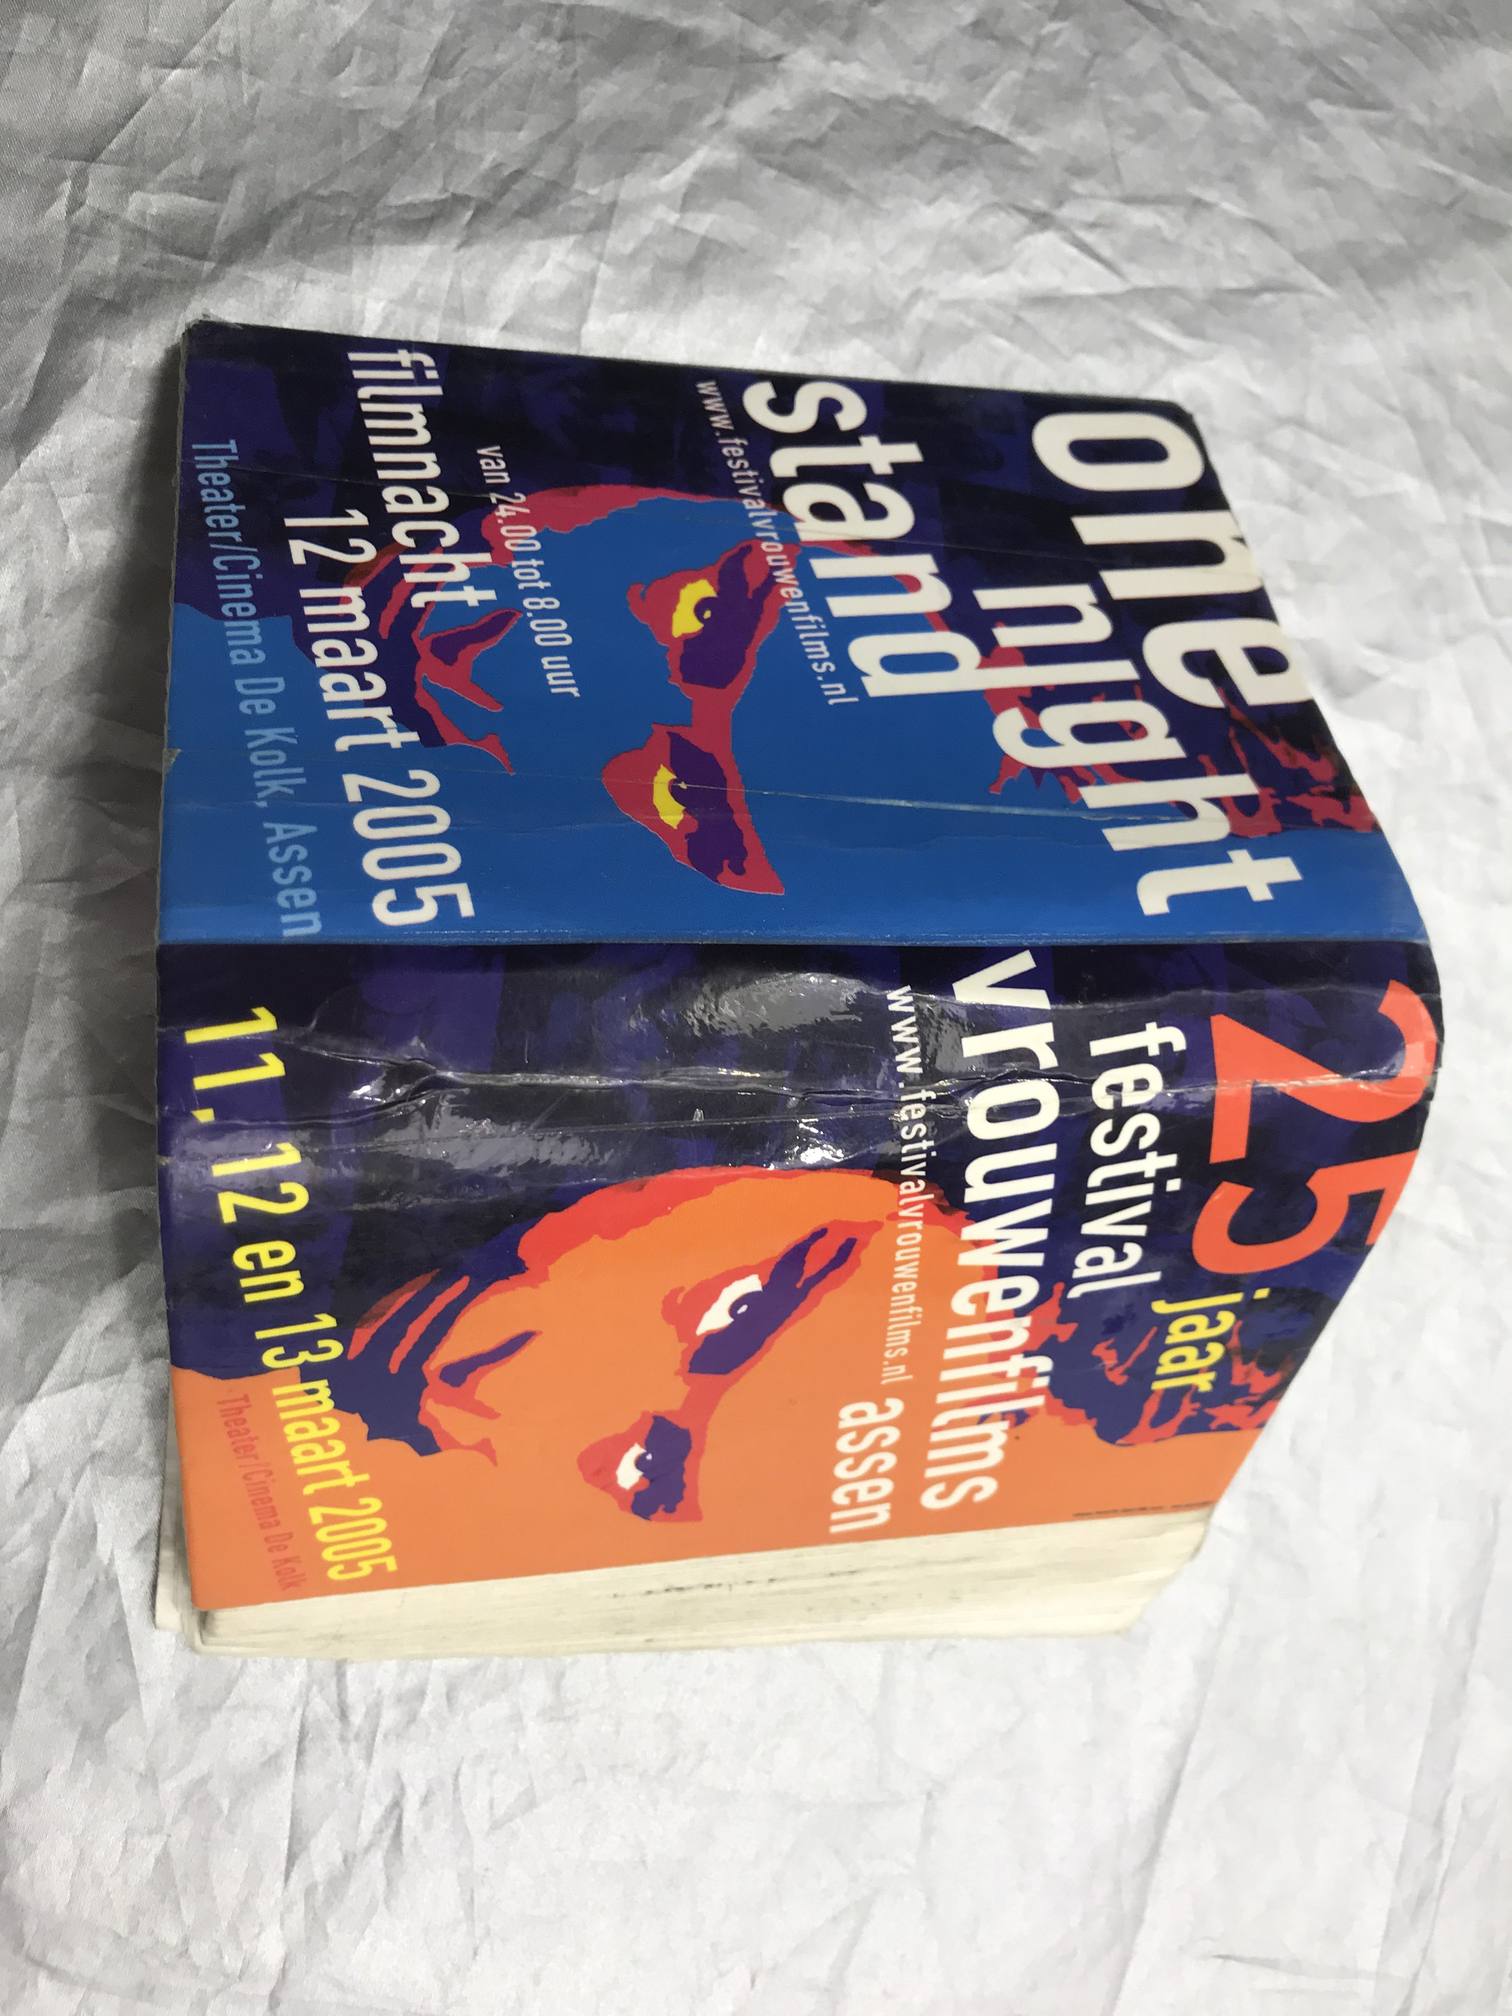 one
night
stand
www.festivalvrouwenfilms.nl
van 24.00 tot 8.00 uur
filmnacht
12 maart 2005
Theater/Cinema De Kolk, Assen
25 jaar
festival
vrouwenfilms
www.festivalvrouwenfilms.nl assen
11. 12 en 13 maart 2005
Theater/Cinema De Kolk